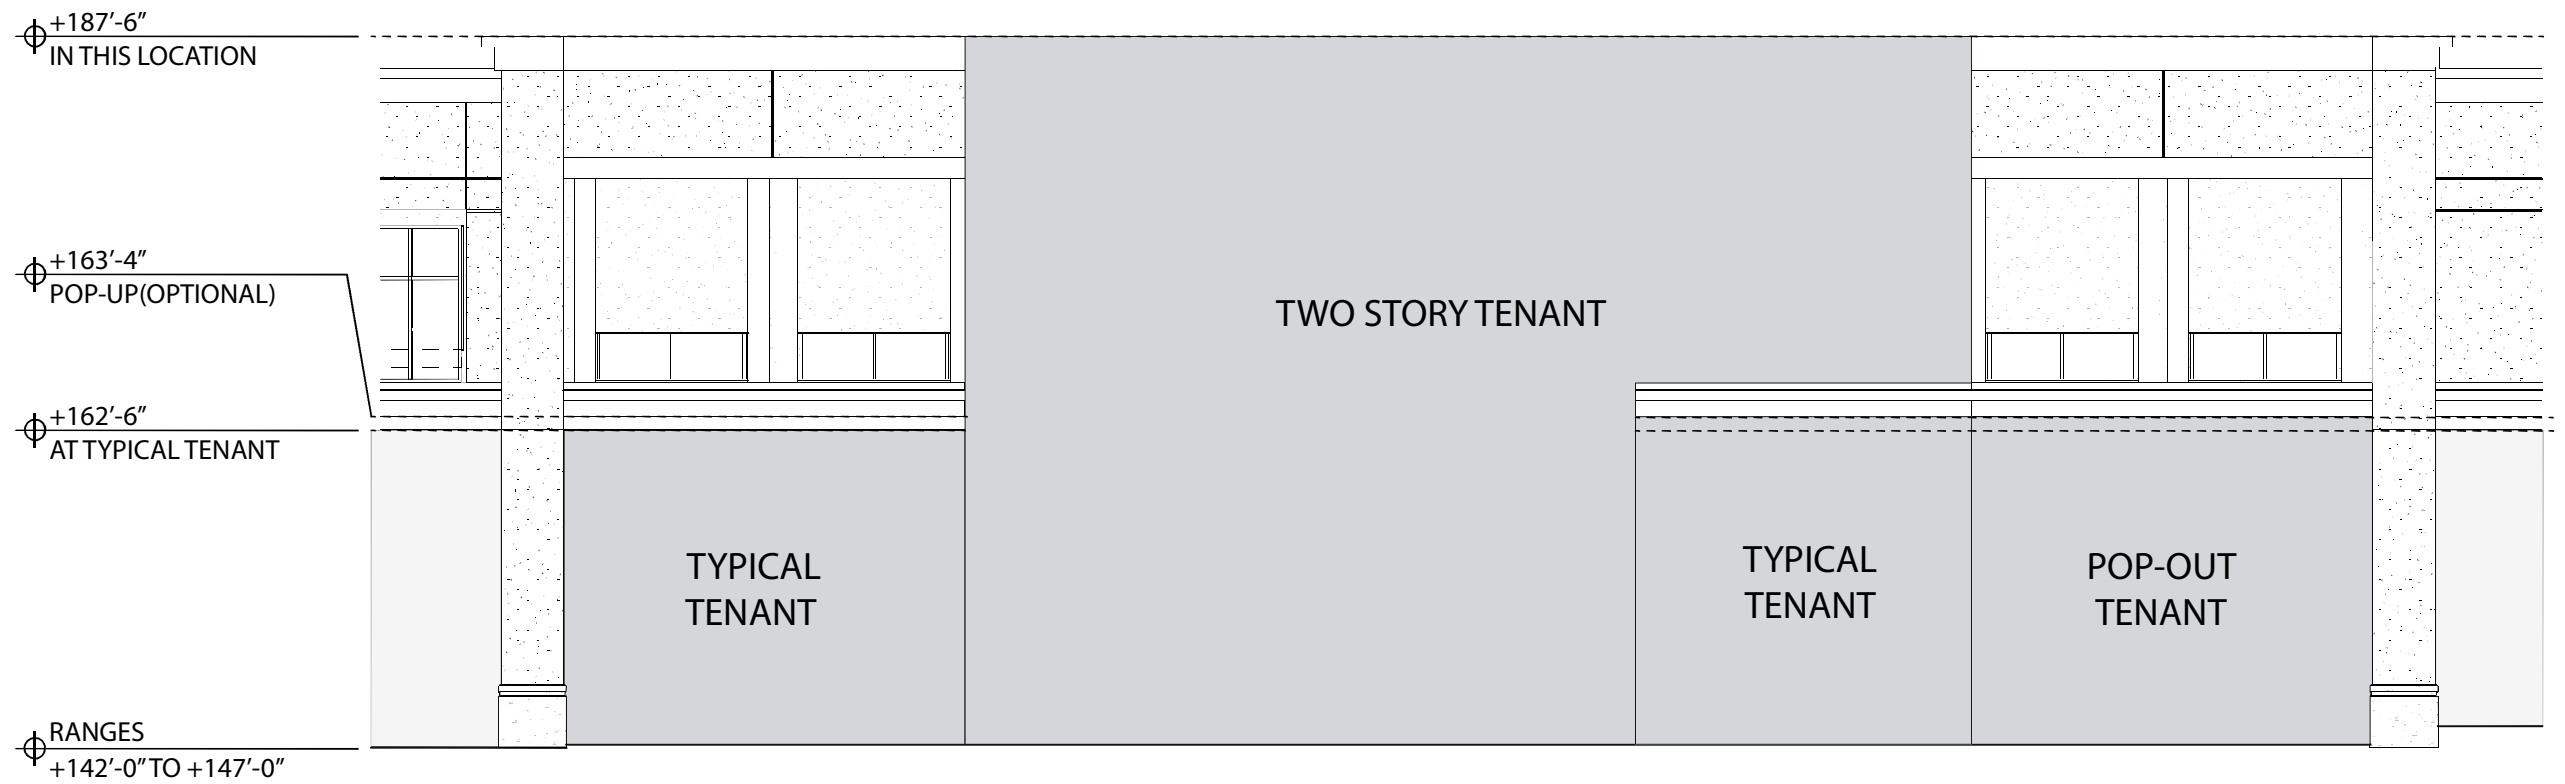 +187’-6”
IN THIS LOCATION
+163’-4”
POP-UP(OPTIONAL)
+162’-6”
AT TYPICAL TENANT
RANGES
+142’-0” TO +147’-0”
TWO STORY TENANT
TYPICAL
TENANT
TYPICAL
TENANT
POP-OUT
TENANT